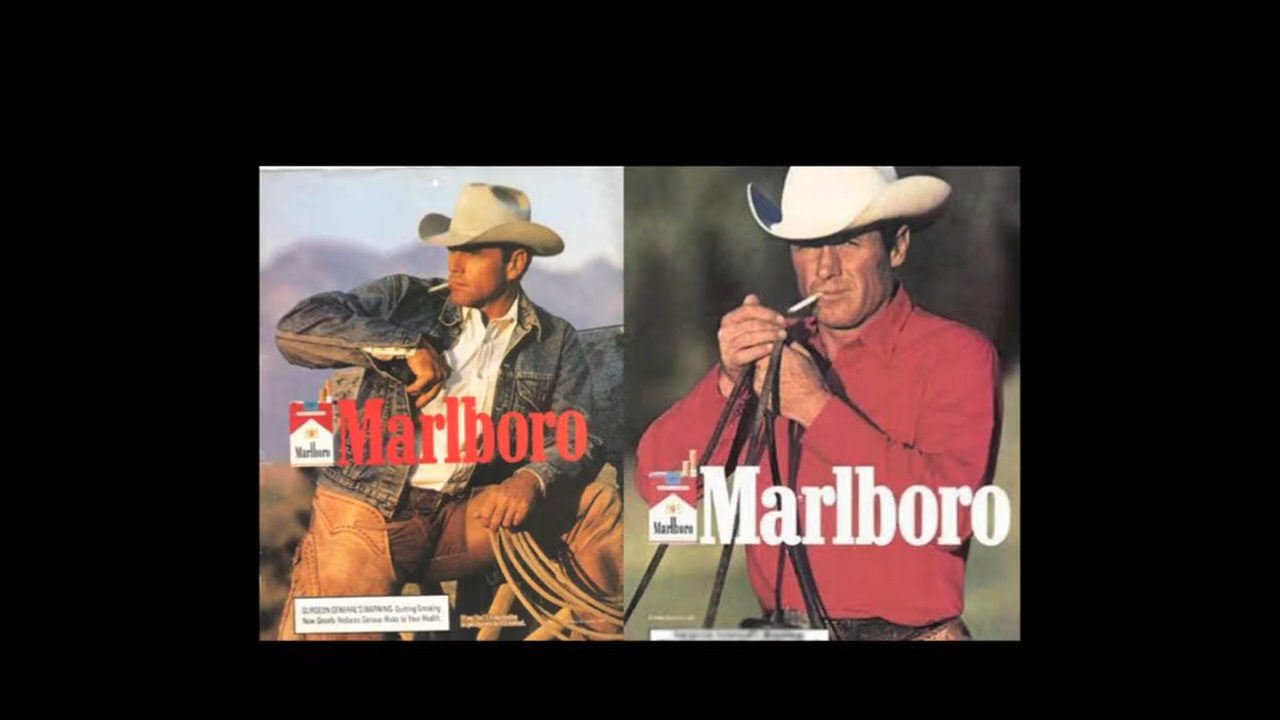 Marlboro
Marlboro
SURGEON GENERAL'S WARNING: Quitting Smoking
Now Greatly Reduces Serious Risks to Your Health.
Marlboro
Marlboro